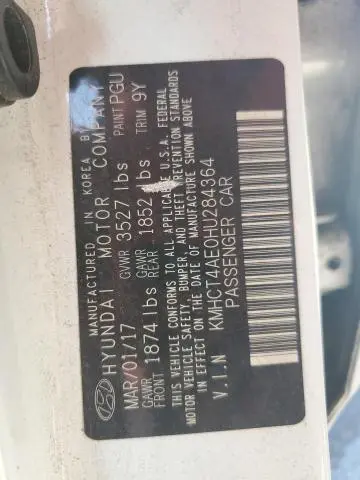 MANUFACTURED IN KOREA B
HYUNDAI MOTOR COMPANY
MAR/01/17 GVWR 3527 lbs PAINT PGU
GAWR FRONT 1874 lbs GAWR REAR 1852 lbs TRIM 9Y
THIS VEHICLE CONFORMS TO ALL APPLICABLE U.S.A. FEDERAL
MOTOR VEHICLE SAFETY, BUMPER, AND THEFT PREVENTION STANDARDS
IN EFFECT ON THE DATE OF MANUFACTURE SHOWN ABOVE
V.I.N KMHCT4AE0HU284364
PASSENGER CAR